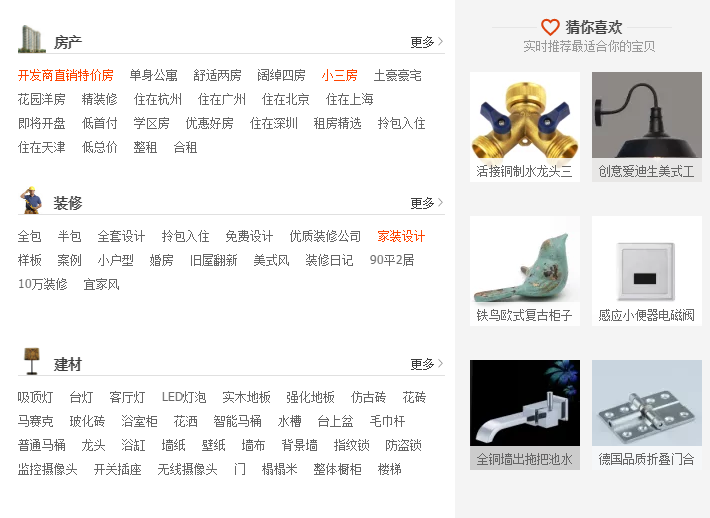 房产 更多
开发商直销特价房 单身公寓 舒适两房 阔绰四房 小三房 土豪豪宅
花园洋房 精装修 住在杭州 住在广州 住在北京 住在上海
即将开盘 低首付 学区房 优惠好房 住在深圳 租房精选 拎包入住
住在天津 低总价 整租 合租
装修 更多
全包 半包 全套设计 拎包入住 免费设计 优质装修公司 家装设计
样板 案例 小户型 婚房 旧屋翻新 美式风 装修日记 90平2居
10万装修 宜家风
建材 更多
吸顶灯 台灯 客厅灯 LED灯泡 实木地板 强化地板 仿古砖 花砖
马赛克 玻化砖 浴室柜 花洒 智能马桶 水槽 台上盆 毛巾杆
普通马桶 龙头 浴缸 墙纸 壁纸 墙布 背景墙 指纹锁 防盗锁
监控摄像头 开关插座 无线摄像头 门 榻榻米 整体橱柜 楼梯
猜你喜欢
实时推荐最适合你的宝贝
活接铜制水龙头三 创意爱迪生美式工
铁鸟欧式复古柜子 感应小便器电磁阀
全铜墙出拖把池水 德国品质折叠门合